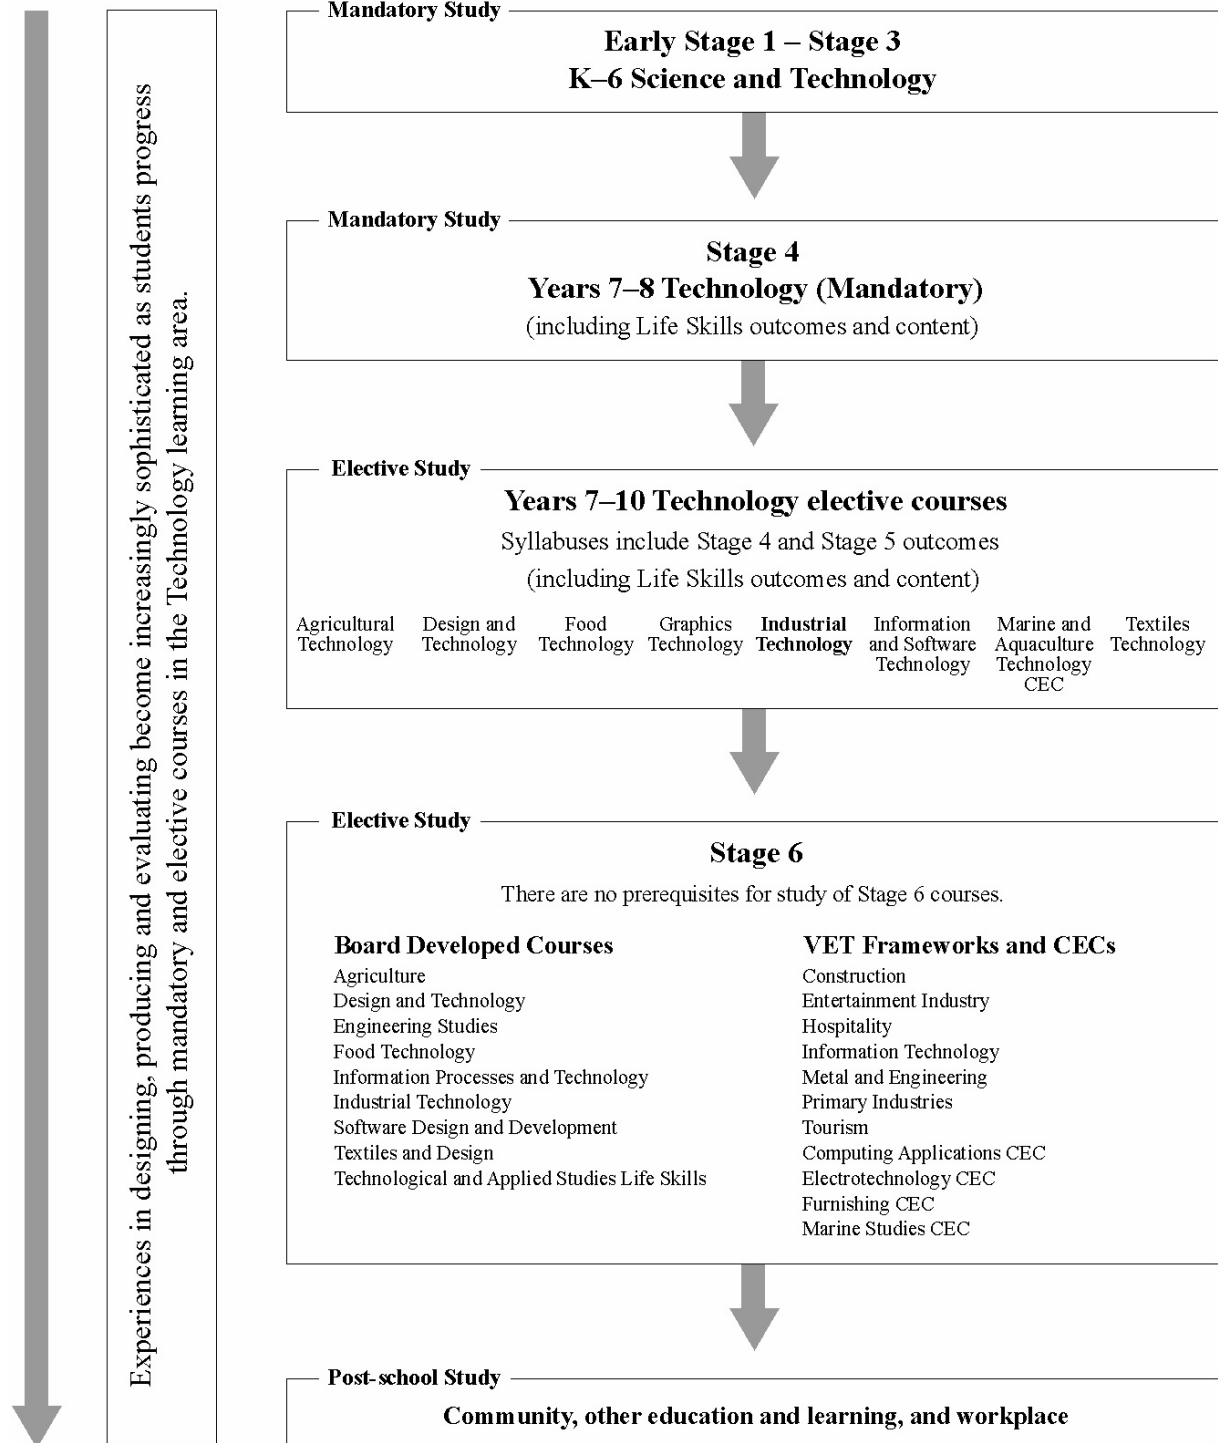 Experiences in designing, producing and evaluating become increasingly sophisticated as students progress
through mandatory and elective courses in the Technology learning area.
Mandatory Study
Early Stage 1 – Stage 3
K–6 Science and Technology
Mandatory Study
Stage 4
Years 7–8 Technology (Mandatory)
(including Life Skills outcomes and content)
Elective Study
Years 7–10 Technology elective courses
Syllabuses include Stage 4 and Stage 5 outcomes
(including Life Skills outcomes and content)
Agricultural
Technology
Design and
Technology
Food
Technology
Graphics
Technology
Industrial
Technology
Information
and Software
Technology
Marine and
Aquaculture
Technology
CEC
Textiles
Technology
Elective Study
Stage 6
There are no prerequisites for study of Stage 6 courses.
Board Developed Courses
Agriculture
Design and Technology
Engineering Studies
Food Technology
Information Processes and Technology
Industrial Technology
Software Design and Development
Textiles and Design
Technological and Applied Studies Life Skills
VET Frameworks and CECs
Construction
Entertainment Industry
Hospitality
Information Technology
Metal and Engineering
Primary Industries
Tourism
Computing Applications CEC
Electrotechnology CEC
Furnishing CEC
Marine Studies CEC
Post-school Study
Community, other education and learning, and workplace